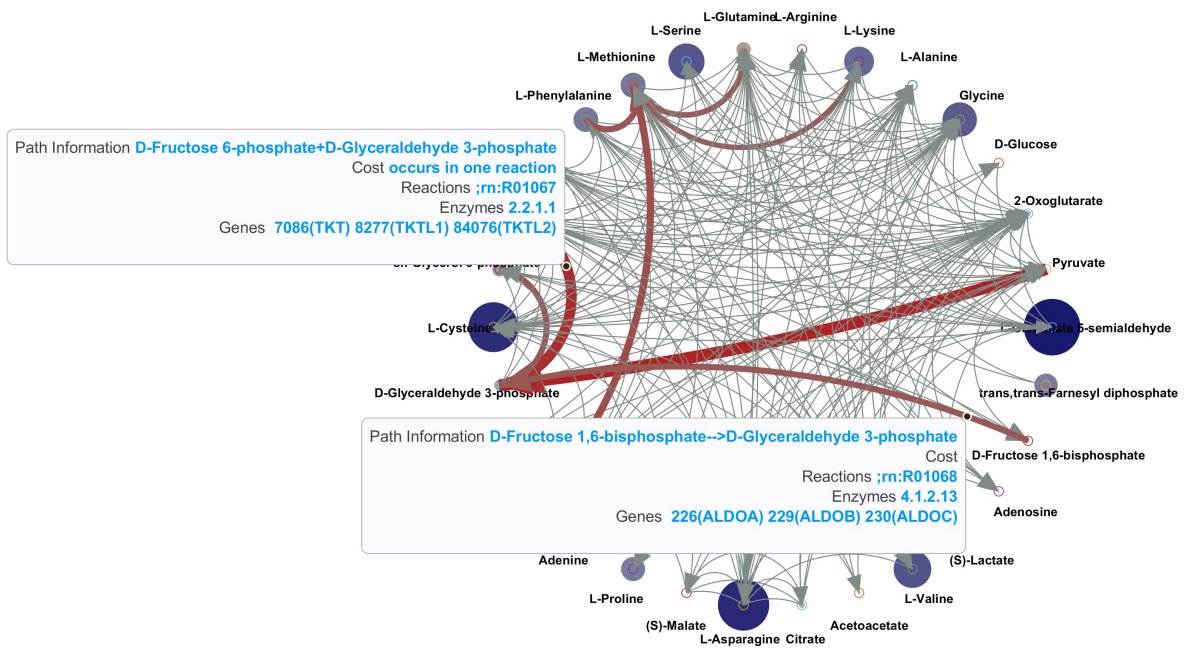 L-Glutamine
L-Arginine
L-Serine
L-Lysine
L-Methionine
L-Alanine
L-Phenylalanine
Glycine
D-Glucose
Path Information D-Fructose 6-phosphate+D-Glyceraldehyde 3-phosphate
Cost occurs in one reaction
Reactions ;rn:R01067
Enzymes 2.2.1.1
Genes 7086(TKT) 8277(TKTL1) 84076(TKTL2)
2-Oxoglutarate
Pyruvate
L-Cysteine
5-semialdehyde
D-Glyceraldehyde 3-phosphate
trans,trans-Farnesyl diphosphate
Path Information D-Fructose 1,6-bisphosphate-->D-Glyceraldehyde 3-phosphate
Cost
Reactions ;rn:R01068
Enzymes 4.1.2.13
Genes 226(ALDOA) 229(ALDOB) 230(ALDOC)
D-Fructose 1,6-bisphosphate
Adenosine
Adenine
(S)-Lactate
L-Proline
L-Valine
(S)-Malate
Acetoacetate
L-Asparagine
Citrate